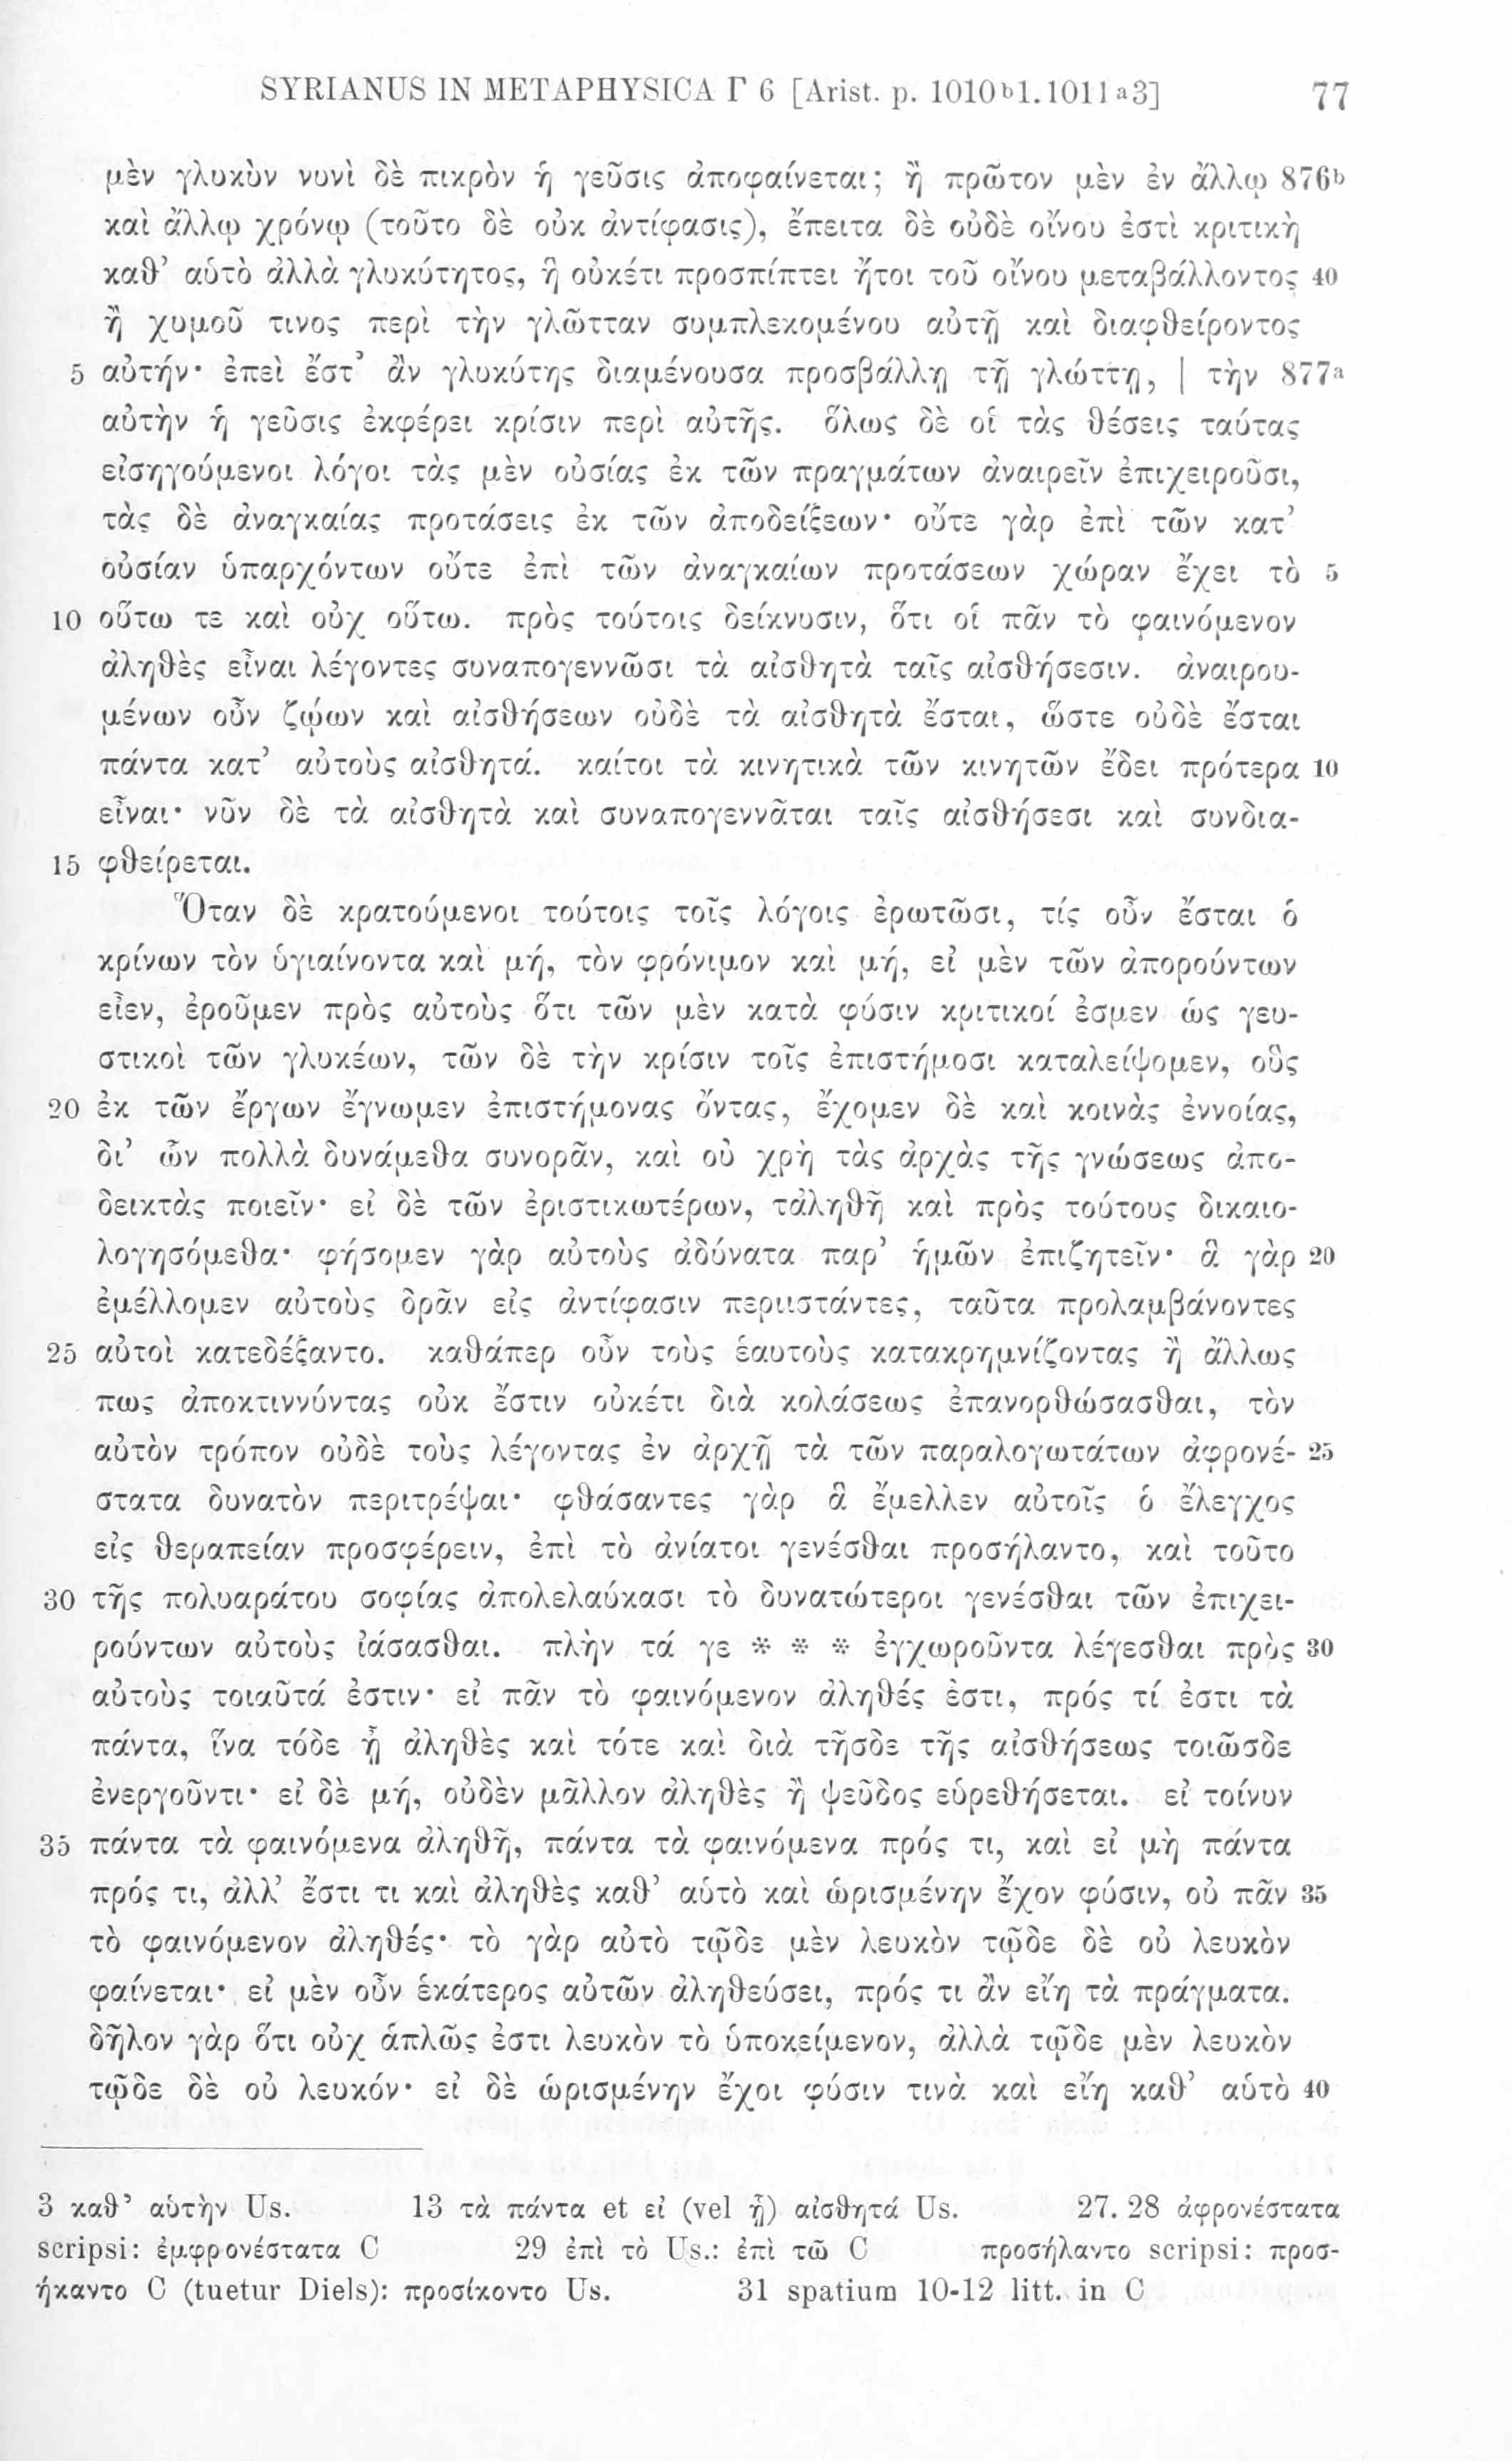 SYRIANUS IN METAPHYSICA Γ 6 [Arist. p. 1010b1. 1011a3] 77
μὲν γλυκὺν νυνὶ δὲ πικρὸν ἡ γεῦσις ἀποφαίνεται; ἢ πρῶτον μὲν ἐν ἄλλῳ 876b
καὶ ἄλλῳ χρόνῳ (τοῦτο δὲ οὐκ ἀντίφασις), ἔπειτα δὲ οὐδὲ οἴνου ἐστὶ κριτικὴ
καθ’ αὑτὸ ἀλλὰ γλυκύτητος, ἣ οὐκέτι προσπίπτει ἤτοι τοῦ οἴνου μεταβάλλοντος 40
ἢ χυμοῦ τινος περὶ τὴν γλῶτταν συμπλεκομένου αὐτῇ καὶ διαφθείροντος
5 αὐτήν· ἐπεὶ ἔστ’ ἂν γλυκύτης διαμένουσα προσβάλλῃ τῇ γλώττῃ, | τὴν 877a
αὐτὴν ἡ γεῦσις ἐκφέρει κρίσιν περὶ αὐτῆς. ὅλως δὲ οἱ τὰς θέσεις ταύτας
εἰσηγούμενοι λόγοι τὰς μὲν οὐσίας ἐκ τῶν πραγμάτων ἀναιρεῖν ἐπιχειροῦσι,
τὰς δὲ ἀναγκαίας προτάσεις ἐκ τῶν ἀποδείξεων· οὔτε γὰρ ἐπὶ τῶν κατ’
οὐσίαν ὑπαρχόντων οὔτε ἐπὶ τῶν ἀναγκαίων προτάσεων χώραν ἔχει τὸ 5
10 οὕτω τε καὶ οὐχ οὕτω. πρὸς τούτοις δείκνυσιν, ὅτι οἱ πᾶν τὸ φαινόμενον
ἀληθὲς εἶναι λέγοντες συναπογεννῶσι τὰ αἰσθητὰ ταῖς αἰσθήσεσιν. ἀναιρου-
μένων οὖν ζῴων καὶ αἰσθήσεων οὐδὲ τὰ αἰσθητὰ ἔσται, ὥστε οὐδὲ ἔσται
πάντα κατ’ αὐτοὺς αἰσθητά. καίτοι τὰ κινητικὰ τῶν κινητῶν ἔδει πρότερα 10
εἶναι· νῦν δὲ τὰ αἰσθητὰ καὶ συναπογεννᾶται ταῖς αἰσθήσεσι καὶ συνδια-
15 φθείρεται.
Ὅταν δὲ κρατούμενοι τούτοις τοῖς λόγοις ἐρωτῶσι, τίς οὖν ἔσται ὁ
κρίνων τὸν ὑγιαίνοντα καὶ μή, τὸν φρόνιμον καὶ μή, εἰ μὲν τῶν ἀπορούντων
εἶεν, ἐροῦμεν πρὸς αὐτοὺς ὅτι τῶν μὲν κατὰ φύσιν κριτικοί ἐσμεν ὡς γευ-
στικοὶ τῶν γλυκέων, τῶν δὲ τὴν κρίσιν τοῖς ἐπιστήμοσι καταλείψομεν, οὓς
20 ἐκ τῶν ἔργων ἔγνωμεν ἐπιστήμονας ὄντας, ἔχομεν δὲ καὶ κοινὰς ἐννοίας,
δι’ ὧν πολλὰ δυνάμεθα συνορᾶν, καὶ οὐ χρὴ τὰς ἀρχὰς τῆς γνώσεως ἀπο-
δεικτὰς ποιεῖν· εἰ δὲ τῶν ἐριστικωτέρων, τἀληθῆ καὶ πρὸς τούτους δικαιο-
λογησόμεθα· φήσομεν γὰρ αὐτοὺς ἀδύνατα παρ’ ἡμῶν ἐπιζητεῖν· ἃ γὰρ 20
ἐμέλλομεν αὐτοὺς δρᾶν εἰς ἀντίφασιν περιιστάντες, ταῦτα προλαμβάνοντες
25 αὐτοὶ κατεδέξαντο. καθάπερ οὖν τοὺς ἑαυτοὺς κατακρημνίζοντας ἢ ἄλλως
πως ἀποκτιννύντας οὐκ ἔστιν οὐκέτι διὰ κολάσεως ἐπανορθώσασθαι, τὸν
αὐτὸν τρόπον οὐδὲ τοὺς λέγοντας ἐν ἀρχῇ τὰ τῶν παραλογωτάτων ἀφρονέ- 25
στατα δυνατὸν περιτρέψαι· φθάσαντες γὰρ ἃ ἔμελλεν αὐτοῖς ὁ ἔλεγχος
εἰς θεραπείαν προσφέρειν, ἐπὶ τὸ ἀνίατοι γενέσθαι προσήλαντο, καὶ τοῦτο
30 τῆς πολυαράτου σοφίας ἀπολελαύκασι τὸ δυνατώτεροι γενέσθαι τῶν ἐπιχει-
ρούντων αὐτοὺς ἰάσασθαι. πλὴν τά γε * * * ἐγχωροῦντα λέγεσθαι πρὸς 30
αὐτοὺς τοιαῦτά ἐστιν· εἰ πᾶν τὸ φαινόμενον ἀληθές ἐστι, πρός τί ἐστι τὰ
πάντα, ἵνα τόδε ᾖ ἀληθὲς καὶ τότε καὶ διὰ τῆσδε τῆς αἰσθήσεως τοιῶσδε
ἐνεργοῦντι· εἰ δὲ μή, οὐδὲν μᾶλλον ἀληθὲς ἢ ψεῦδος εὑρεθήσεται. εἰ τοίνυν
35 πάντα τὰ φαινόμενα ἀληθῆ, πάντα τὰ φαινόμενα πρός τι, καὶ εἰ μὴ πάντα
πρός τι, ἀλλ’ ἔστι τι καὶ ἀληθὲς καθ’ αὑτὸ καὶ ὡρισμένην ἔχον φύσιν, οὐ πᾶν 35
τὸ φαινόμενον ἀληθές· τὸ γὰρ αὐτὸ τῷδε μὲν λευκὸν τῷδε δὲ οὐ λευκὸν
φαίνεται· εἰ μὲν οὖν ἑκάτερος αὐτῶν ἀληθεύσει, πρός τι ἂν εἴη τὰ πράγματα.
δῆλον γὰρ ὅτι οὐχ ἁπλῶς ἐστι λευκὸν τὸ ὑποκείμενον, ἀλλὰ τῷδε μὲν λευκὸν
τῷδε δὲ οὐ λευκόν· εἰ δὲ ὡρισμένην ἔχοι φύσιν τινὰ καὶ εἴη καθ’ αὑτὸ 40
3 καθ’ αὑτὴν Us. 13 τὰ πάντα et εἰ (vel ᾗ) αἰσθητά Us. 27. 28 ἀφρονέστατα
scripsi: ἐμφρονέστατα C 29 ἐπὶ τὸ Us.: ἐπὶ τῶ C προσήλαντο scripsi: προσ-
ήκαντο C (tuetur Diels): προσίκοντο Us. 31 spatium 10-12 litt. in C